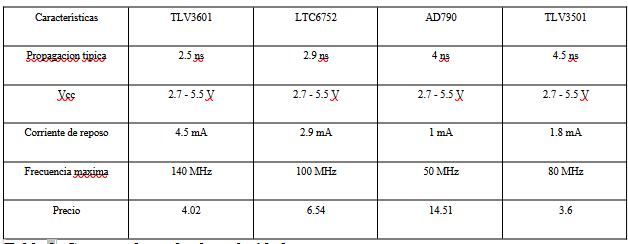 Caracteristicas TLV3601 LTC6752 AD790 TLV3501
Propagacion tipica 2.5 ns 2.9 ns 4 ns 4.5 ns
Vcc 2.7 - 5.5 V 2.7 - 5.5 V 2.7 - 5.5 V 2.7 - 5.5 V
Corriente de reposo 4.5 mA 2.9 mA 1 mA 1.8 mA
Frecuencia maxima 140 MHz 100 MHz 50 MHz 80 MHz
Precio 4.02 6.54 14.51 3.6